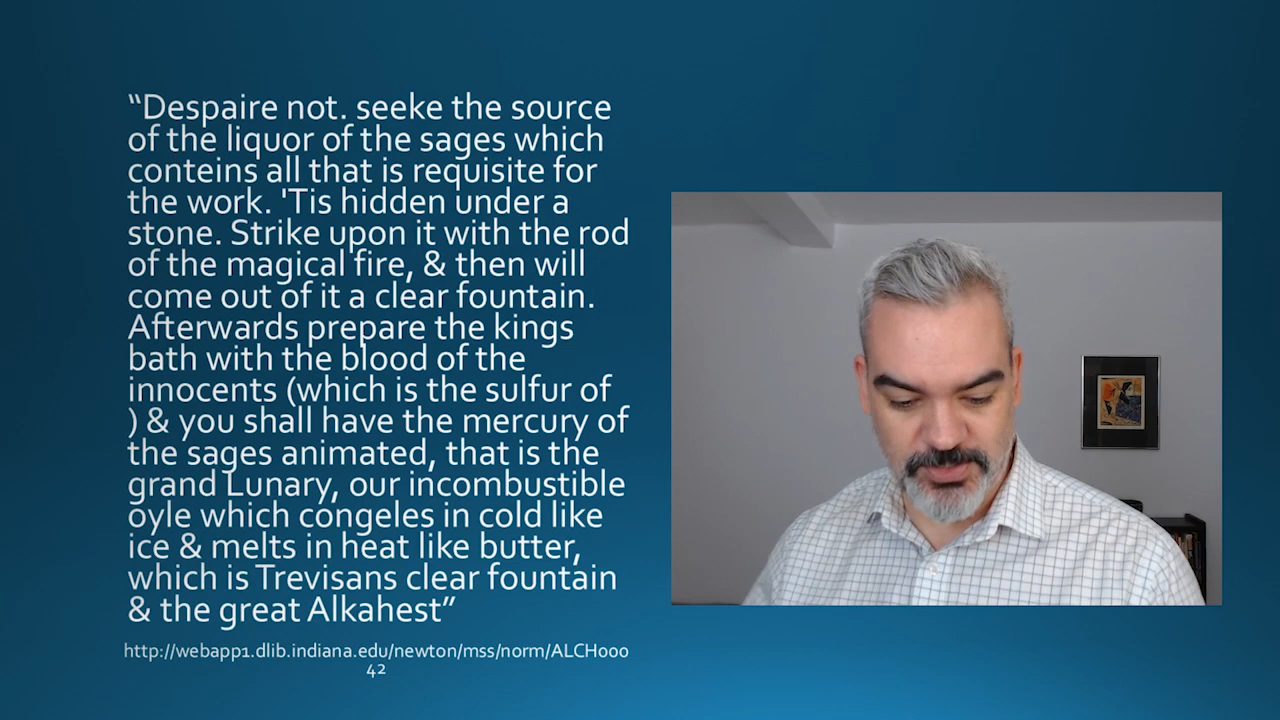 “Despaire not. seeke the source
of the liquor of the sages which
conteins all that is requisite for
the work. 'Tis hidden under a
stone. Strike upon it with the rod
of the magical fire, & then will
come out of it a clear fountain.
Afterwards prepare the kings
bath with the blood of the
innocents (which is the sulfur of
) & you shall have the mercury of
the sages animated, that is the
grand Lunary, our incombustible
oyle which congeles in cold like
ice & melts in heat like butter,
which is Trevisans clear fountain
& the great Alkahest”
http://webapp1.dlib.indiana.edu/newton/mss/norm/ALCH000
42